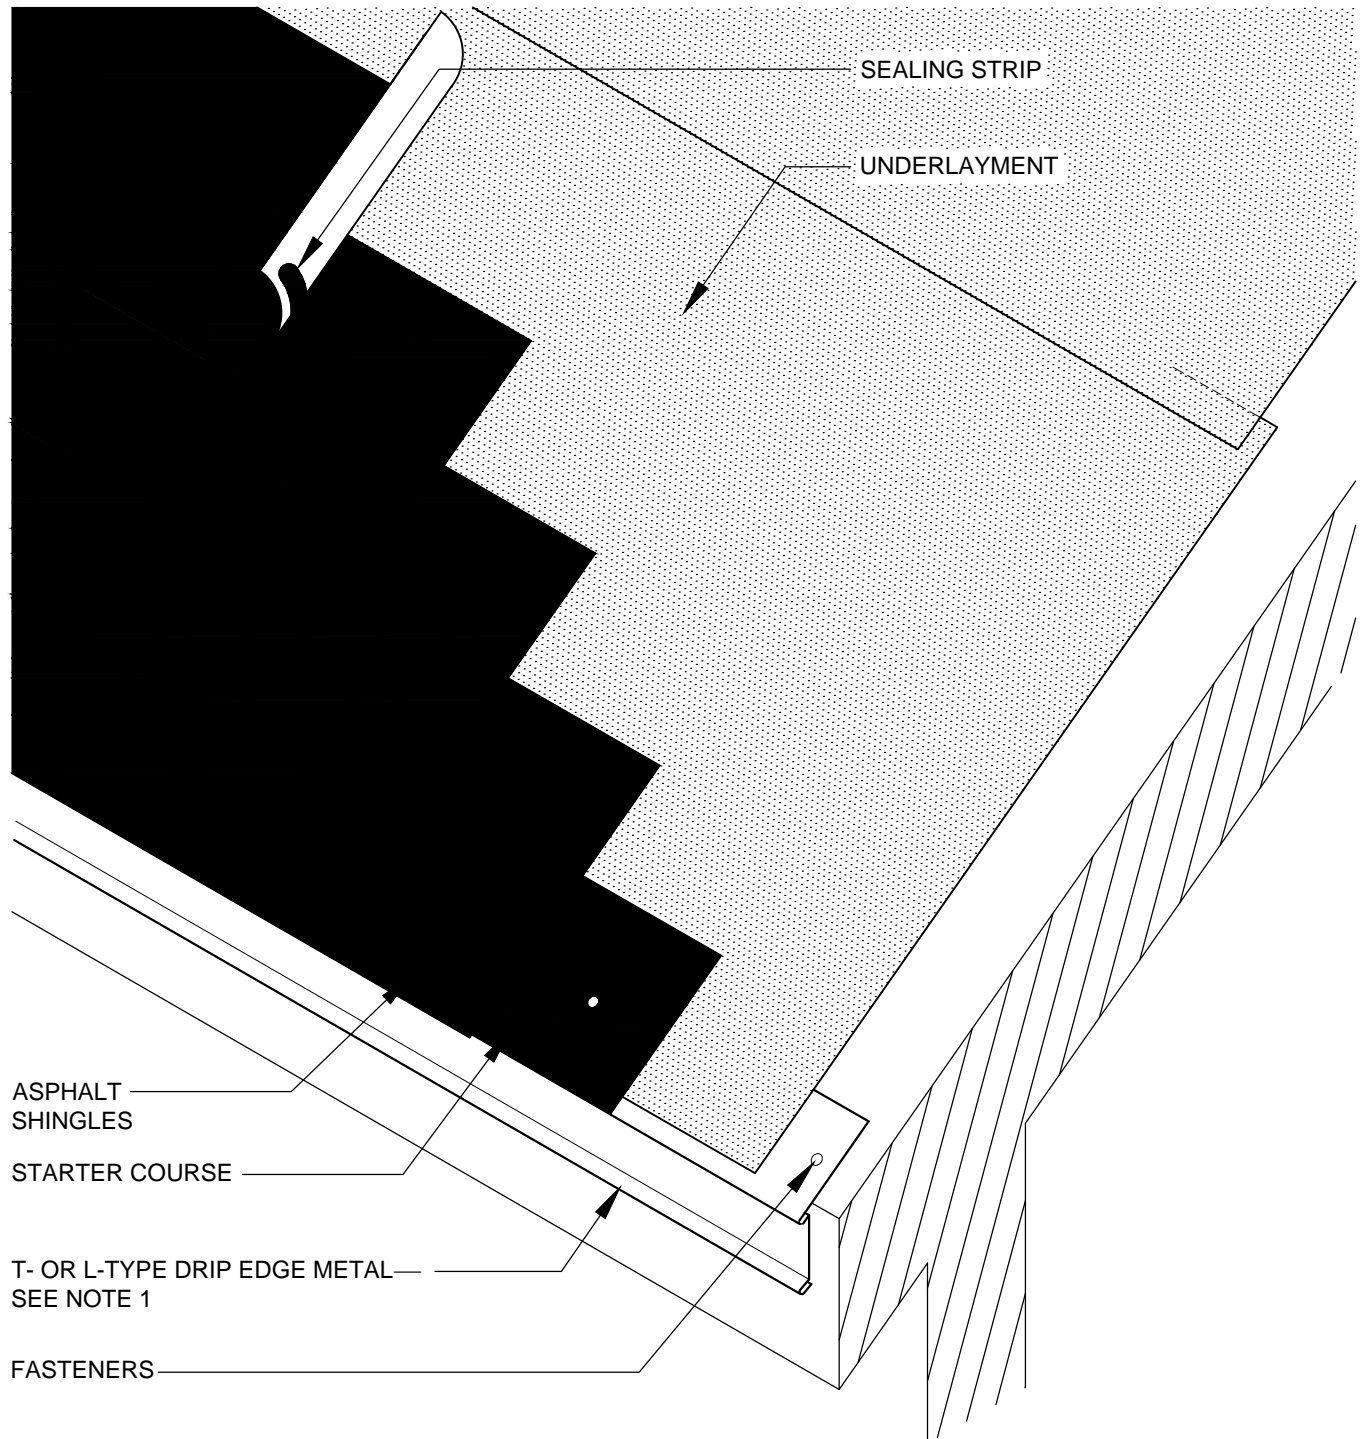 SEALING STRIP
UNDERLAYMENT
ASPHALT
SHINGLES
STARTER COURSE
T- OR L-TYPE DRIP EDGE METAL
SEE NOTE 1
FASTENERS